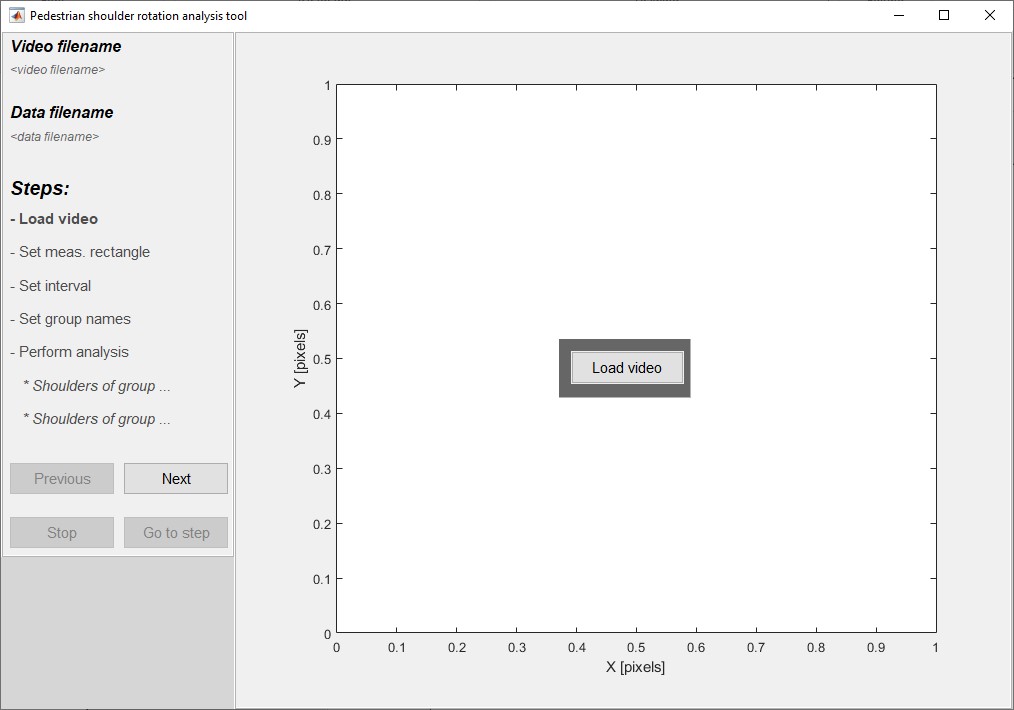 Pedestrian shoulder rotation analysis tool
Video filename
<video filename>
Data filename
<data filename>
Steps:
- Load video
- Set meas. rectangle
- Set interval
- Set group names
- Perform analysis
* Shoulders of group ...
* Shoulders of group ...
Previous Next
Stop Go to step
1
0.9
0.8
0.7
0.6
0.5
0.4
0.3
0.2
0.1
0
Y [pixels]
Load video
0 0.1 0.2 0.3 0.4 0.5 0.6 0.7 0.8 0.9 1
X [pixels]